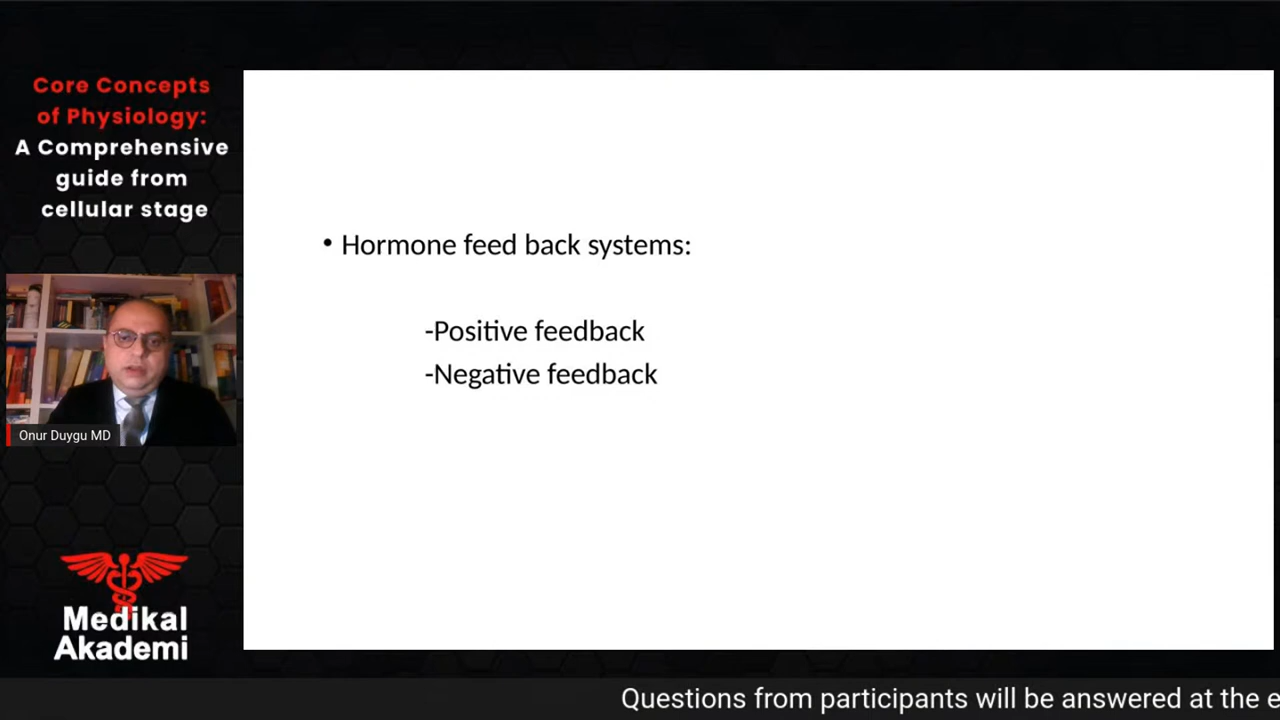 Core Concepts
of Physiology:
A Comprehensive
guide from
cellular stage
• Hormone feed back systems:
-Positive feedback
-Negative feedback
Onur Duygu MD
Medikal
Akademi
Questions from participants will be answered at the e